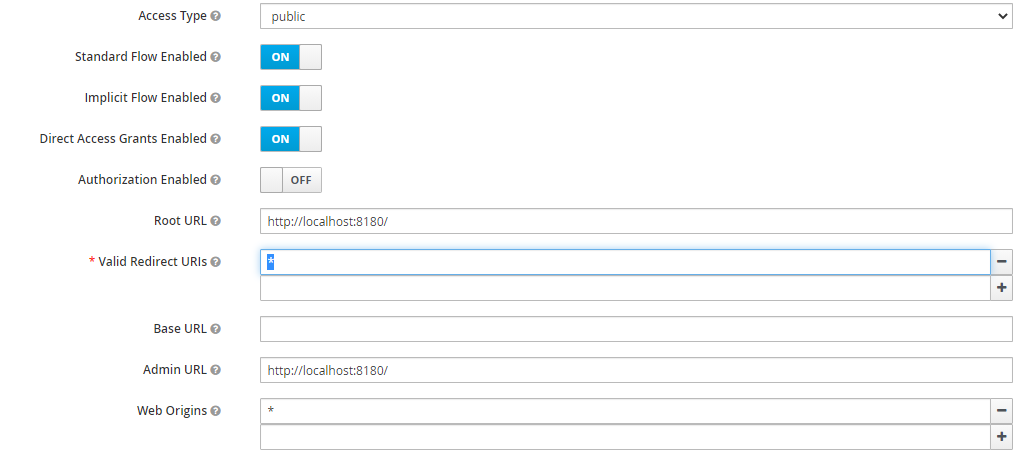 Access Type public
Standard Flow Enabled ON
Implicit Flow Enabled ON
Direct Access Grants Enabled ON
Authorization Enabled OFF
Root URL http://localhost:8180/
* Valid Redirect URIs *
Base URL
Admin URL http://localhost:8180/
Web Origins *